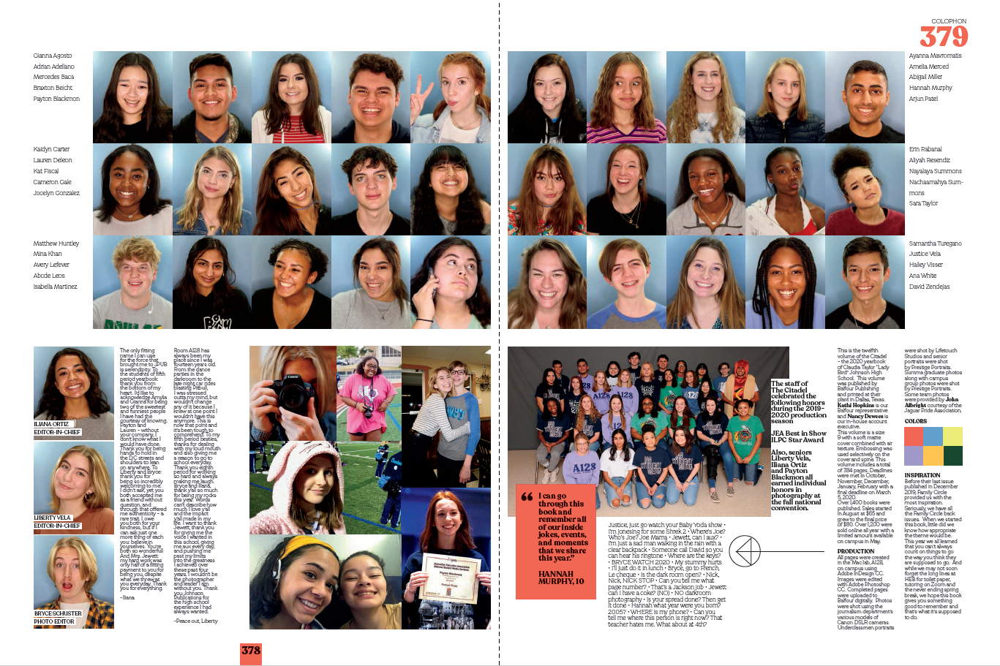 COLOPHON
379
Gianna Agosto
Adrian Adellano
Mercedes Baca
Braxton Beicht
Payton Blackmon
Kaidyn Carter
Lauren Deleon
Kat Fiscal
Cameron Gale
Jocelyn Gonzalez
Matthew Huntley
Mina Khan
Avery Lefever
Abcde Leos
Isabella Martinez
Ayanna Mavromatis
Amelia Merced
Abigail Miller
Hannah Murphy
Arjun Patel
Erin Rabanal
Aliyah Resendiz
Nayalaya Summons
Nachaamahya Sum-
mons
Sara Taylor
Samantha Turegano
Justice Vela
Hailey Visser
Ana White
David Zendejas
ILIANA ORTIZ
EDITOR-IN-CHIEF
LIBERTY VELA
EDITOR-IN-CHIEF
BRYCE SCHUSTER
PHOTO EDITOR
The only fitting
name I can use
for the force that
brought me to JPUB
is serendipity. To
the students of fifth
period yearbook:
thank you from
the bottom of my
heart. I'd like to
acknowledge Amylia
and Gianna for being
two of the sweetest
and funniest people
I have had the
courtesy of knowing.
Payton and
Lauren - without
your company, I
don't know what I
would have done.
Thank you for being
hands to hold in
the DC streets and
shoulders to lean
on anywhere. To
Liberty and Bryce:
thank you for
being so incredibly
welcoming to me.
I didn't ask, yet you
both accepted me
as a friend without
question, and
through that offered
me authenticity - a
rare trait. I owe
you both for your
kindness, but if I
can ask just one
more thing of each
you: believe in
yourselves. You're
both so wonderful!
And Mrs. Jewett:
my hard work was
only half of a fitting
payment to you for
being you, despite
what we threw at
you everyday. Thank
you for everything.
-Iliana
Room A128 has
always been my
place since I was
fourteen years old.
From the dance
parties in the
darkroom to the
late night car rides
blasting Pitbull,
I was stressed
outta my mind, but
wouldn't change
any of it because I
knew at one point I
wouldn't have this
anymore. This is
now that point and
it's been tough to
comprehend. To my
fifth period besties,
thanks for dealing
with my loud mouth
and also giving me
a reason to go to
school everyday.
Thank you eighth
period for working
so hard and always
making me laugh.
Bryce and Iliana,
thank y'all so much
for being my rocks
this year. Words
can't describe how
much I love y'all
and the impact
y'all made in my
life. I want to thank
Jewett, thank you
for giving me the
voice I wanted in
this school, giving
me aux every day,
and pushing me
past my limits
into the greatness
I achieved over
these past four
years. I wouldn't be
the photographer
and leader I am
without you. Thank
you Johnson
Publications for
the high school
experience I had
always wanted.
-Peace out, Liberty
Canon
Payton Blackmon
A128
A128
A128
The staff of
The Citadel
celebrated the
following honors
during the 2019-
2020 production
season
JEA Best in Show
ILPC Star Award
Also, seniors
Liberty Vela,
Iliana Ortiz
and Payton
Blackmon all
earned individual
honors in
photography at
the fall national
convention.
“ I can go
through this
book and
remember all
of our inside
jokes, events,
and moments
that we share
this year.”
HANNAH
MURPHY, 10
Justice, just go watch your Baby Yoda show •
I'm jonesing for some Shrek 2 • Where's Joe?
Who's Joe? Joe Mama • Jewett, can I aux? •
I'm just a sad man walking in the rain with a
clear backpack • Someone call David so you
can hear his ringtone • Where are the keys?
• BRYCE WATCH 2020 • My stummy hurts
• I'll just do it in lunch • Bryce, go to French,
Le cheque • Is the dark room open? • Nick,
Nick, NICK STOP • Can you tell me what
page number? • That's a Jackson job • Jewett
can I have a coke? (NO) • NO darkroom
photography • Is your spread done? Then get
it done • Hannah what year were you born?
2005? • WHERE is my phone? • Can you
tell me where this person is right now? That
teacher hates me. What about at 4th?
This is the twelfth
volume of the Citadel
- the 2020 yearbook
of Claudia Taylor "Lady
Bird" Johnson High
School. This volume
was published by
Balfour Publishing
and printed at their
plant in Dallas, Texas.
Kathi Hopkins is our
Balfour representative
and Nancy Dewees is
our in-house account
executive.
This volume is a size
9 with a soft matte
cover combined with air
texture. Embossing was
used selectively on the
cover and spine. This
volume includes a total
of 384 pages. Deadlines
were met in October,
November, December,
January, February with a
final deadline on March
5, 2020.
Over 1,400 books were
published. Sales started
in August at $65 and
grew to the final price
of $80. Over 1,200 were
sold online all year with a
limited amount available
on campus in May.
PRODUCTION
All pages were created
in the Mac lab, A128,
on campus using
Adobe InDesign CC.
Images were edited
with Adobe Photoshop
CC. Completed pages
were uploaded to
Balfour digitally. Photos
were shot using the
journalism department's
various models of
Canon DSLR cameras.
Underclassmen portraits
were shot by Lifetouch
Studios and senior
portraits were shot
by Prestige Portraits.
Summa graduate photos
along with campus
group photos were shot
by Prestige Portraits.
Some team photos
were provided by John
Albright courtesy of the
Jaguar Pride Association.
COLORS
INSPIRATION
Before their last issue
published in December
2019, Family Circle
provided us with the
most inspiration.
Seriously, we have all
the Family Circle back
issues. When we started
this book, little did we
know how appropriate
the theme would be.
This year we all learned
that you can't always
count on things to go
the way you think they
are supposed to go. And
while we may not soon
forget the long lines at
HEB for toilet paper,
tutoring on Zoom and
the never ending spring
break, we hope this book
gives you something
good to remember and
that's what it's supposed
to do.
378